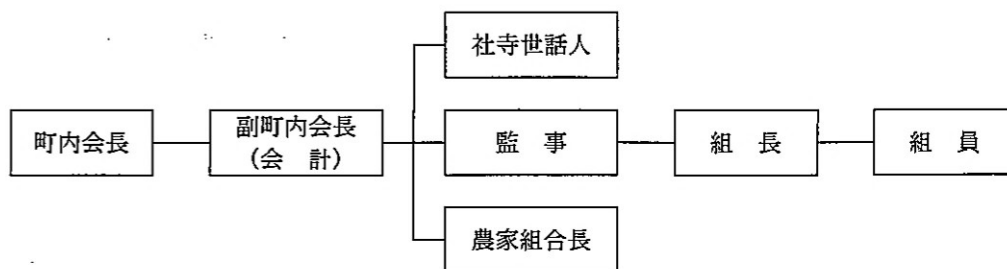 社寺世話人
町内会長
副町内会長
(会 計)
監 事
組 長
組 員
農家組合長